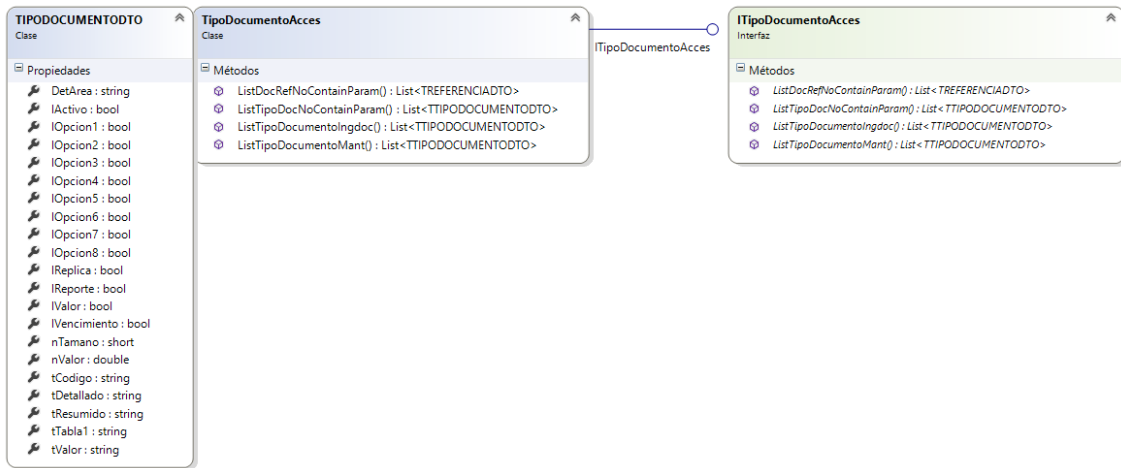 TIPODOCUMENTODTO
Clase
Propiedades
DetArea : string
lActivo : bool
lOpcion1 : bool
lOpcion2 : bool
lOpcion3 : bool
lOpcion4 : bool
lOpcion5 : bool
lOpcion6 : bool
lOpcion7 : bool
lOpcion8 : bool
lReplica : bool
lReporte : bool
lValor : bool
lVencimiento : bool
nTamano : short
nValor : double
tCodigo : string
tDetallado : string
tResumido : string
tTabla1 : string
tValor : string
TipoDocumentoAcces
Clase
Métodos
ListDocRefNoContainParam() : List<TREFERENCIADTO>
ListTipoDocNoContainParam() : List<TTIPODOCUMENTODTO>
ListTipoDocumentoIngdoc() : List<TTIPODOCUMENTODTO>
ListTipoDocumentoMant() : List<TTIPODOCUMENTODTO>
ITipoDocumentoAcces
ITipoDocumentoAcces
Interfaz
Métodos
ListDocRefNoContainParam() : List<TREFERENCIADTO>
ListTipoDocNoContainParam() : List<TTIPODOCUMENTODTO>
ListTipoDocumentoIngdoc() : List<TTIPODOCUMENTODTO>
ListTipoDocumentoMant() : List<TTIPODOCUMENTODTO>